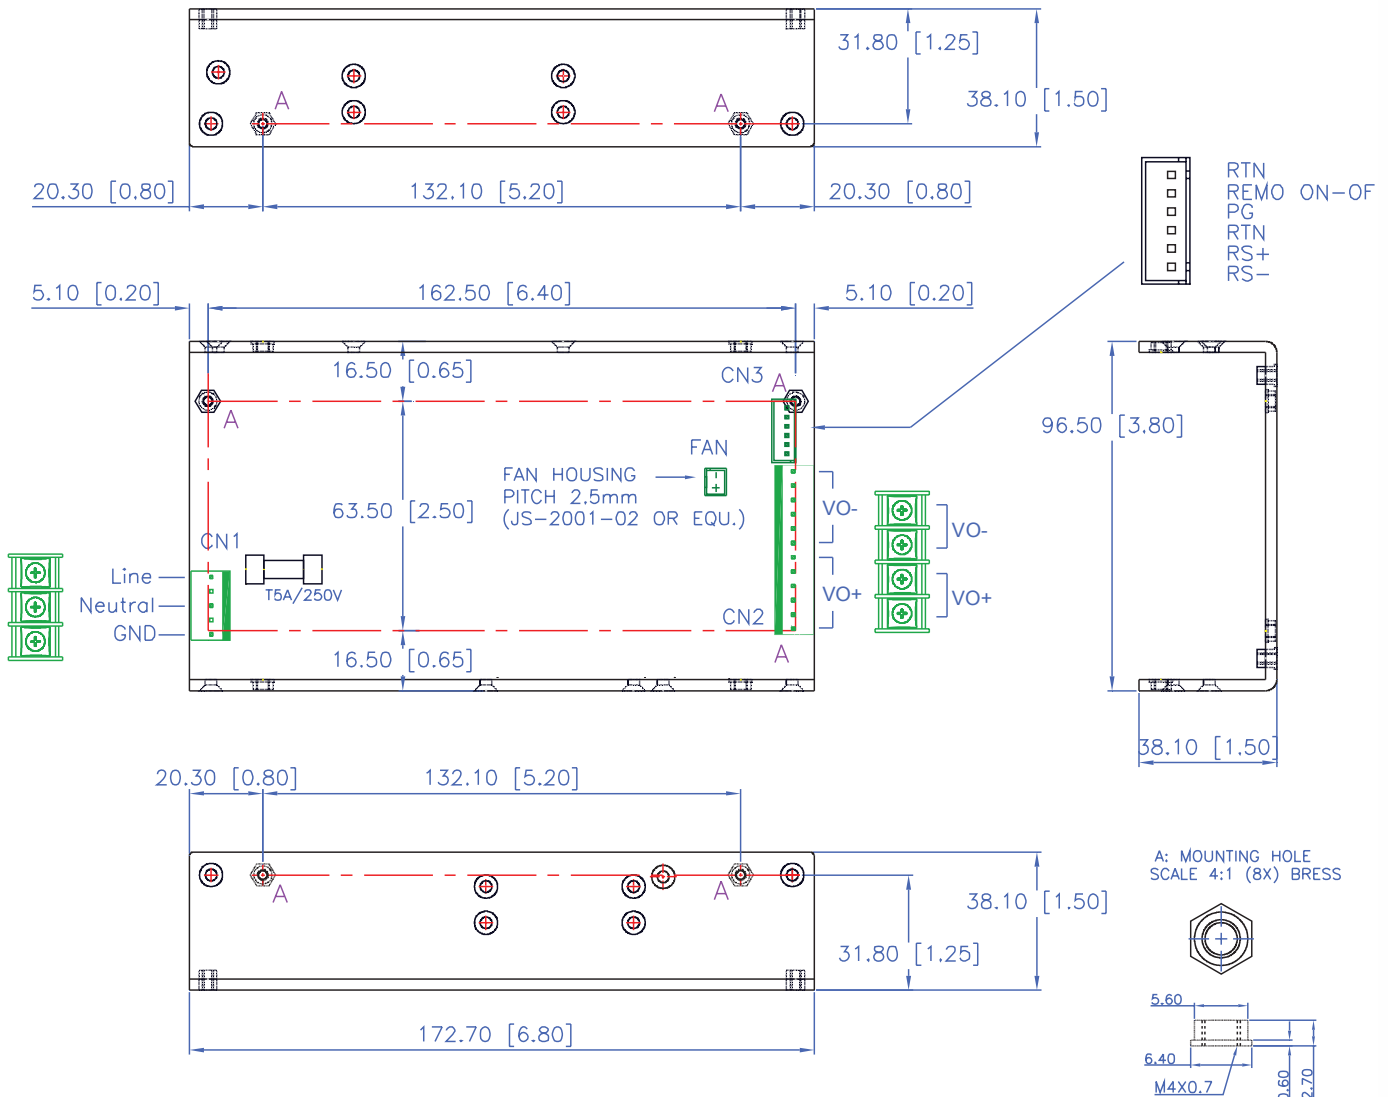 31.80 [1.25]
38.10 [1.50]
A
A
20.30 [0.80]
132.10 [5.20]
20.30 [0.80]
RTN
REMO ON-OF
PG
RTN
RS+
RS-
5.10 [0.20]
162.50 [6.40]
5.10 [0.20]
16.50 [0.65]
CN3
A
A
96.50 [3.80]
FAN
FAN HOUSING
PITCH 2.5mm
(JS-2001-02 OR EQU.)
- +
63.50 [2.50]
VO-
VO-
CN1
Line
T5A/250V
VO+
VO+
Neutral
CN2
GND
A
16.50 [0.65]
38.10 [1.50]
20.30 [0.80]
132.10 [5.20]
A
A
38.10 [1.50]
31.80 [1.25]
172.70 [6.80]
A: MOUNTING HOLE
SCALE 4:1 (8X) BRESS
5.60
6.40
M4X0.7
0.60
2.70